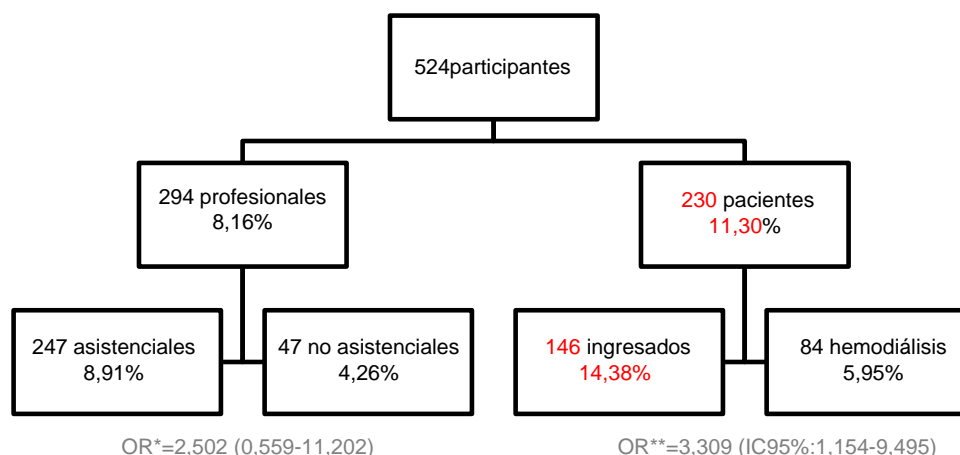 524participantes
294 profesionales
8,16%
230 pacientes
11,30%
247 asistenciales
8,91%
47 no asistenciales
4,26%
146 ingresados
14,38%
84 hemodiálisis
5,95%
OR*=2,502 (0,559-11,202)
OR**=3,309 (IC95%:1,154-9,495)